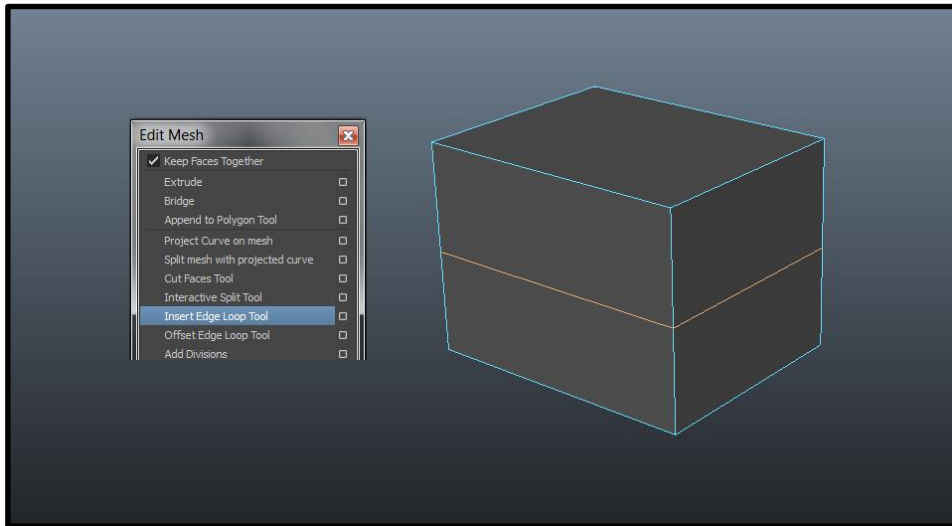 Edit Mesh
Keep Faces Together
Extrude
Bridge
Append to Polygon Tool
Project Curve on mesh
Split mesh with projected curve
Cut Faces Tool
Interactive Split Tool
Insert Edge Loop Tool
Offset Edge Loop Tool
Add Divisions